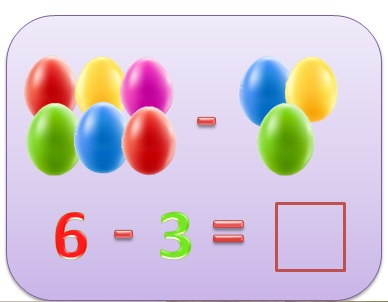 -
6 - 3 =